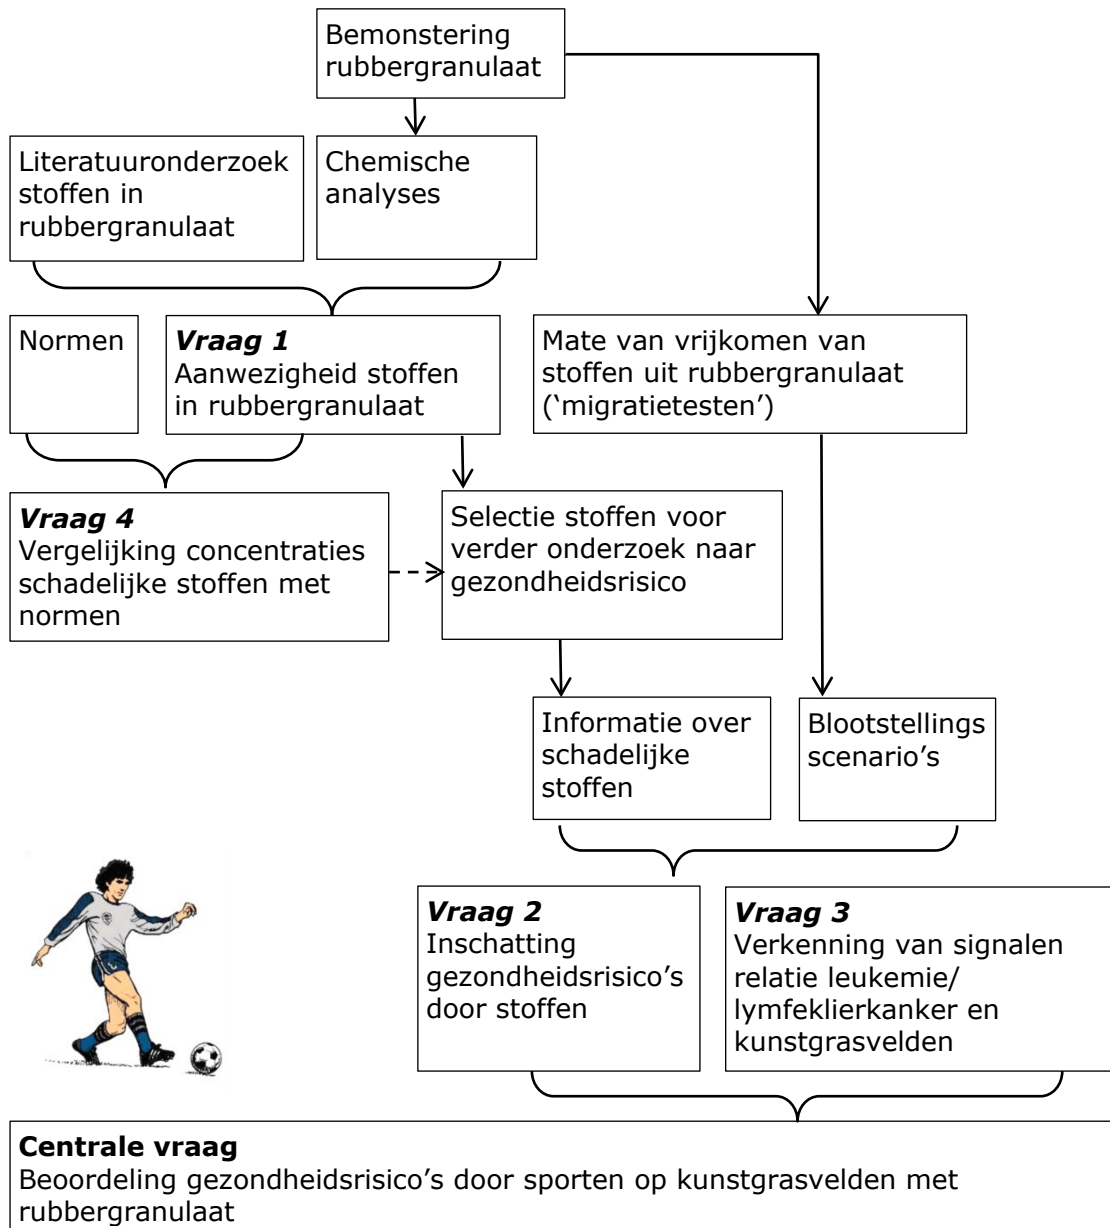 Bemonstering
rubbergranulaat
Literatuuronderzoek
stoffen in
rubbergranulaat
Chemische
analyses
Normen
Vraag 1
Aanwezigheid stoffen
in rubbergranulaat
Mate van vrijkomen van
stoffen uit rubbergranulaat
(‘migratietesten’)
Vraag 4
Vergelijking concentraties
schadelijke stoffen met
normen
Selectie stoffen voor
verder onderzoek naar
gezondheidsrisico
Informatie over
schadelijke
stoffen
Blootstellings
scenario’s
Vraag 2
Inschatting
gezondheidsrisico’s
door stoffen
Vraag 3
Verkenning van signalen
relatie leukemie/
lymfeklierkanker en
kunstgrasvelden
Centrale vraag
Beoordeling gezondheidsrisico’s door sporten op kunstgrasvelden met
rubbergranulaat